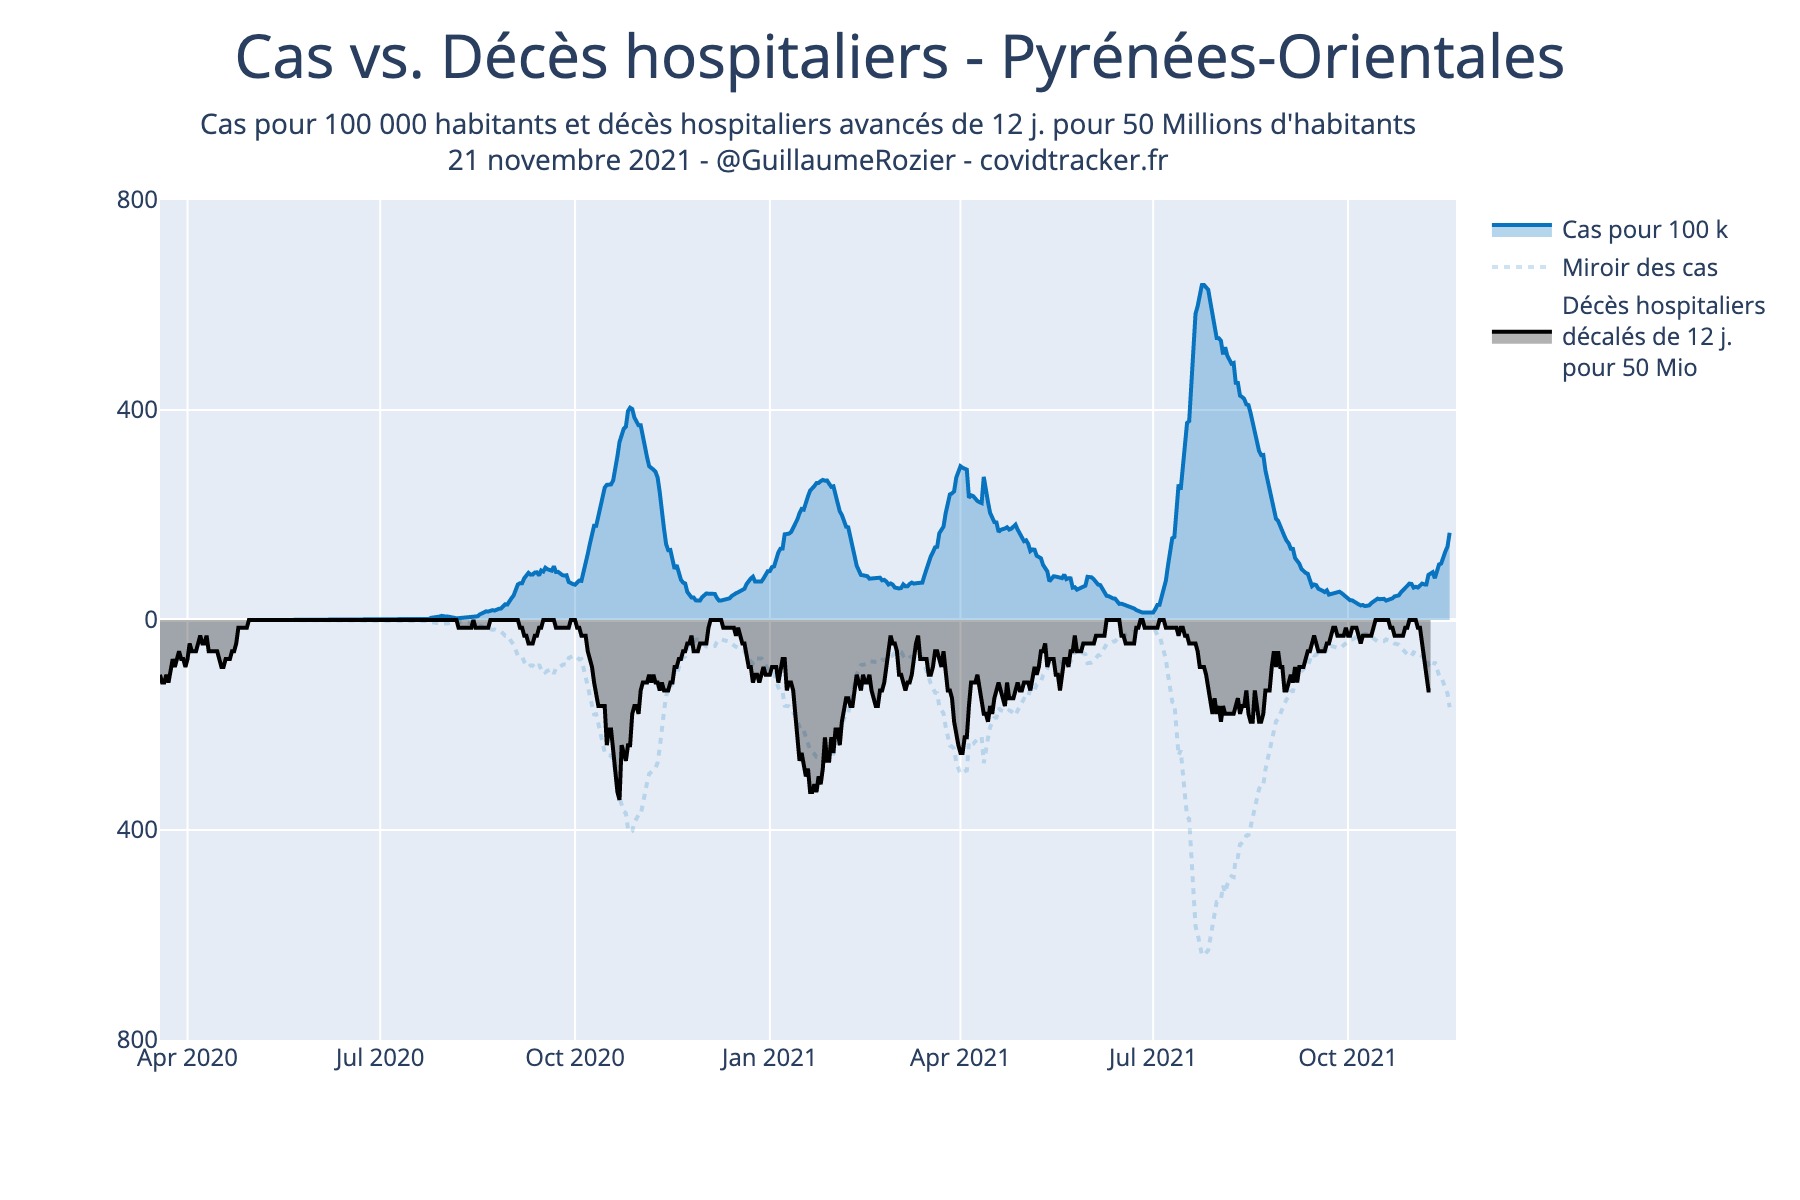 Cas vs. Décès hospitaliers - Pyrénées-Orientales
Cas pour 100 000 habitants et décès hospitaliers avancés de 12 j. pour 50 Millions d'habitants
21 novembre 2021 - @GuillaumeRozier - covidtracker.fr
800
400
0
400
800
Apr 2020
Jul 2020
Oct 2020
Jan 2021
Apr 2021
Jul 2021
Oct 2021
Cas pour 100 k
Miroir des cas
Décès hospitaliers
décalés de 12 j.
pour 50 Mio